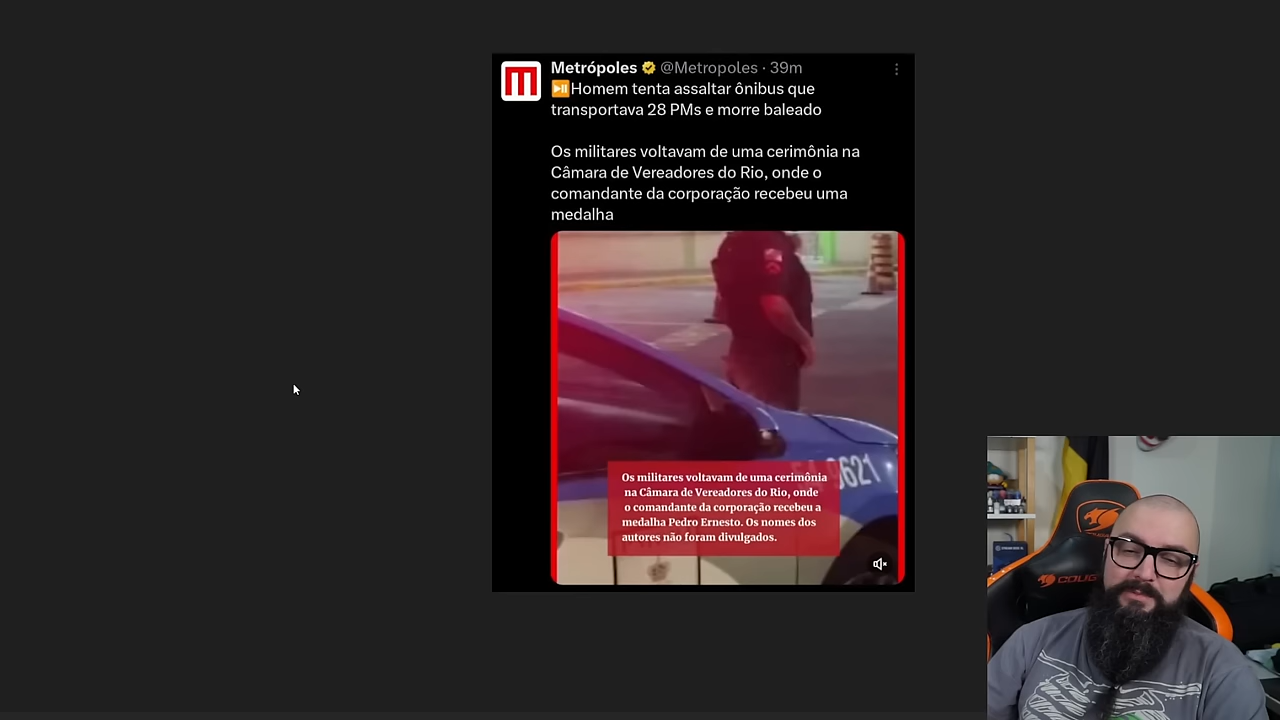 Metrópoles @Metropoles · 39m
Homem tenta assaltar ônibus que
transportava 28 PMs e morre baleado
Os militares voltavam de uma cerimônia na
Câmara de Vereadores do Rio, onde o
comandante da corporação recebeu uma
medalha
Os militares voltavam de uma cerimônia
na Câmara de Vereadores do Rio, onde
o comandante da corporação recebeu a
medalha Pedro Ernesto. Os nomes dos
autores não foram divulgados.
9621
COUG